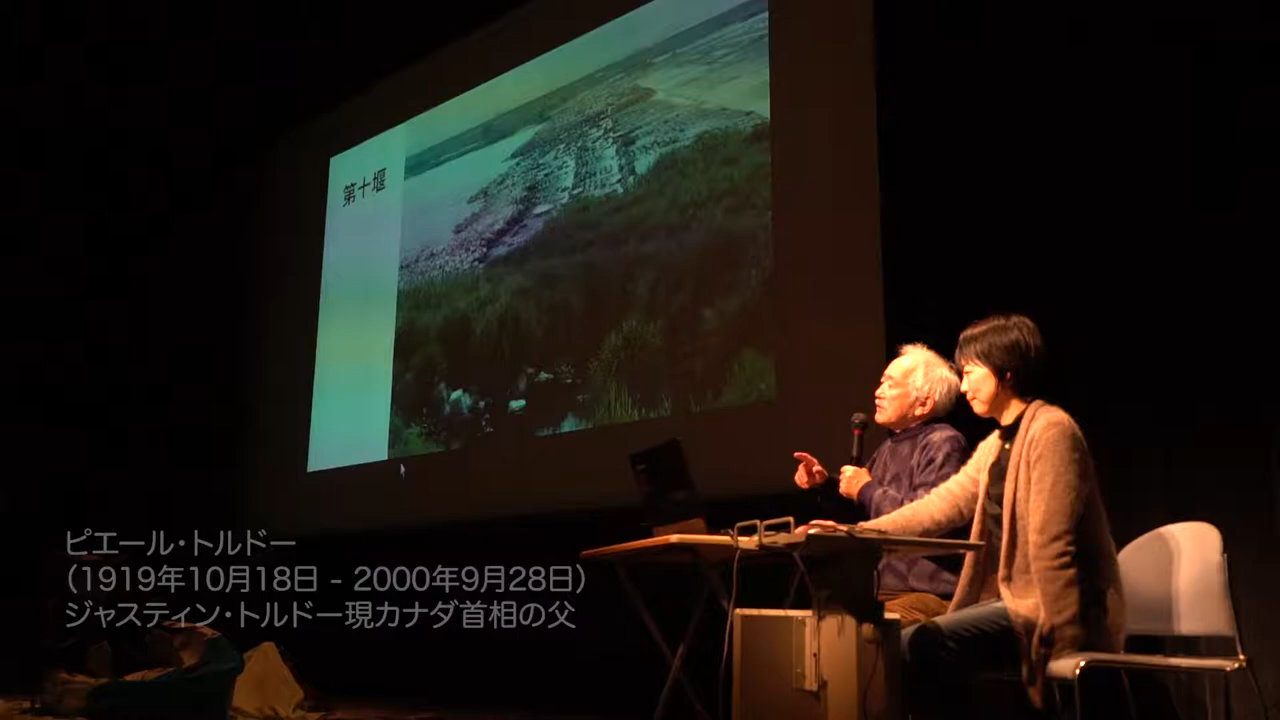 第十堰
ピエール・トルドー
（1919年10月18日 - 2000年9月28日）
ジャスティン・トルドー現カナダ首相の父